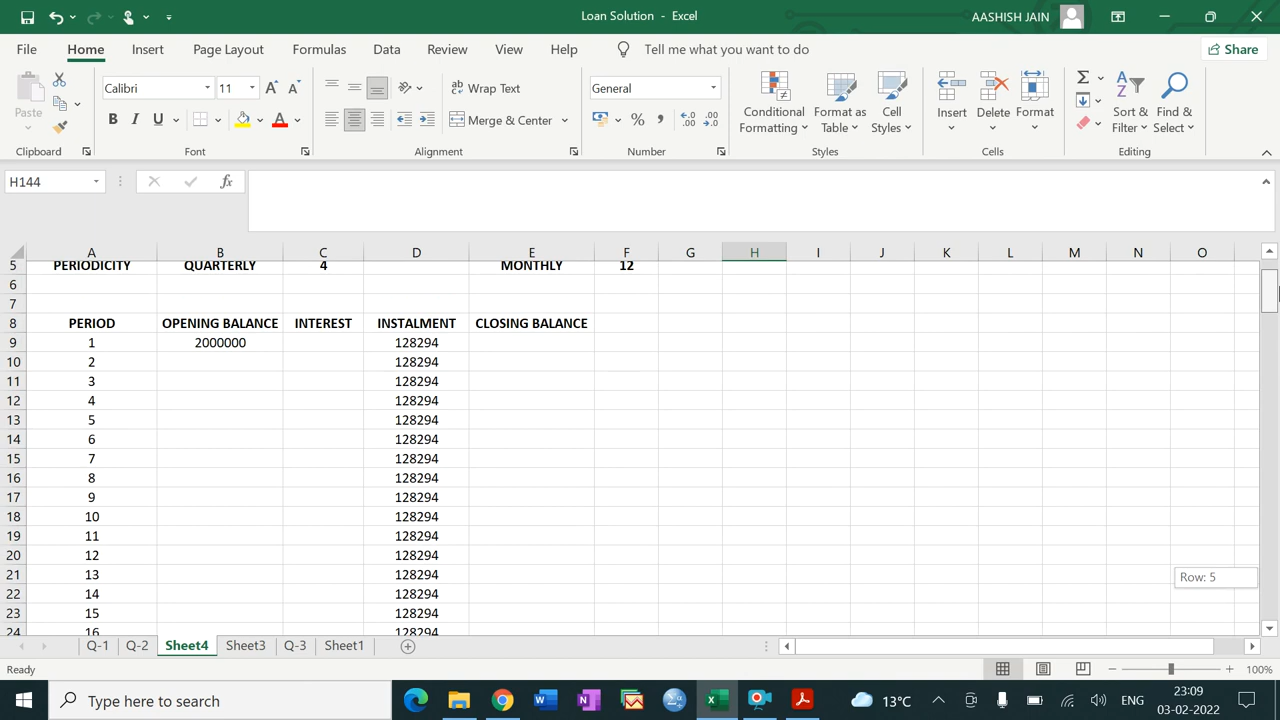 Loan Solution - Excel
AASHISH JAIN
File Home Insert Page Layout Formulas Data Review View Help Tell me what you want to do Share
Paste
Calibri 11
Wrap Text
Merge & Center
General
Conditional Formatting
Format as Table
Cell Styles
Insert Delete Format
Sort & Filter
Find & Select
Clipboard Font Alignment Number Styles Cells Editing
H144
fx
A B C D E F G H I J K L M N O
5 PERIODICITY QUARTERLY 4 MONTHLY 12
6
7
8 PERIOD OPENING BALANCE INTEREST INSTALMENT CLOSING BALANCE
9 1 2000000 128294
10 2 128294
11 3 128294
12 4 128294
13 5 128294
14 6 128294
15 7 128294
16 8 128294
17 9 128294
18 10 128294
19 11 128294
20 12 128294
21 13 128294
22 14 128294
23 15 128294
24 16 128294
Row: 5
Q-1 Q-2 Sheet4 Sheet3 Q-3 Sheet1
Ready
100%
Type here to search
13°C
ENG
23:09
03-02-2022